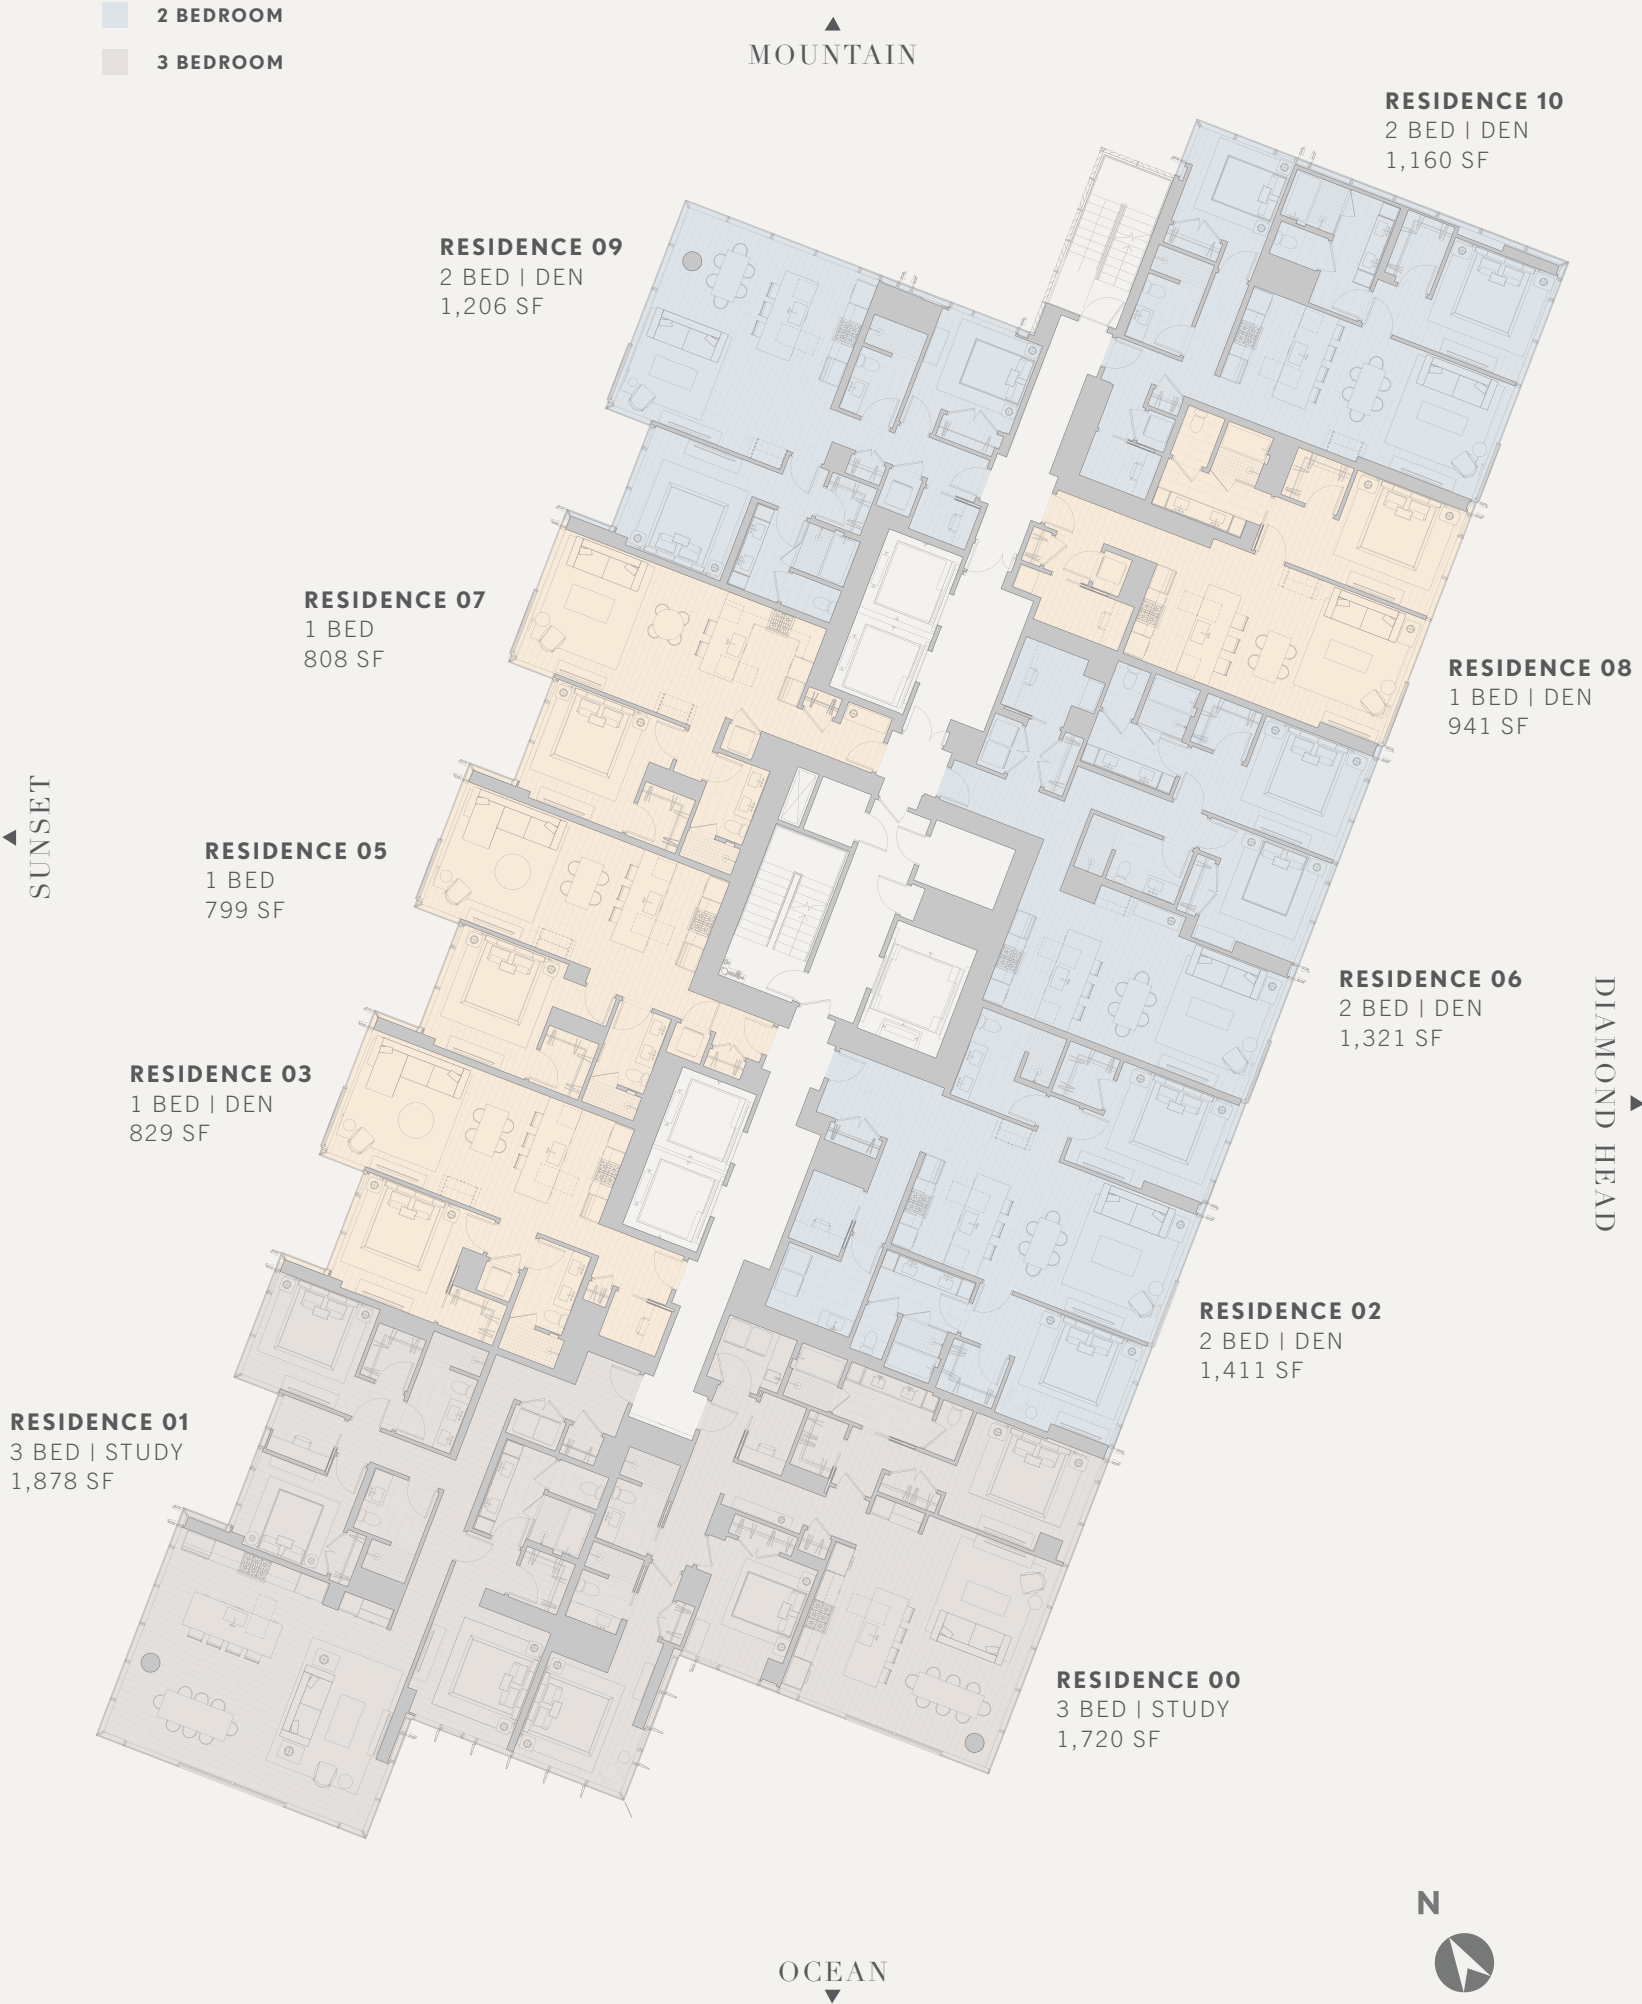 2 BEDROOM
3 BEDROOM
MOUNTAIN
RESIDENCE 10
2 BED | DEN
1,160 SF
RESIDENCE 09
2 BED | DEN
1,206 SF
RESIDENCE 07
1 BED
808 SF
RESIDENCE 08
1 BED | DEN
941 SF
SUNSET
RESIDENCE 05
1 BED
799 SF
RESIDENCE 06
2 BED | DEN
1,321 SF
DIAMOND HEAD
RESIDENCE 03
1 BED | DEN
829 SF
RESIDENCE 02
2 BED | DEN
1,411 SF
RESIDENCE 01
3 BED | STUDY
1,878 SF
RESIDENCE 00
3 BED | STUDY
1,720 SF
N
OCEAN